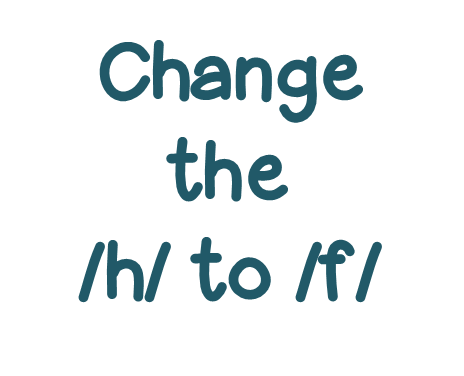 Change
the
/h/ to /f/